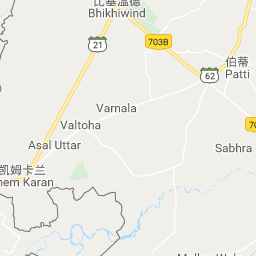 比基温德
Bhikhiwind
703B
21
伯蒂
Patti
62
Varnala
Valtoha
70
Asal Uttar
Sabhra
凯姆卡兰
hem Karan